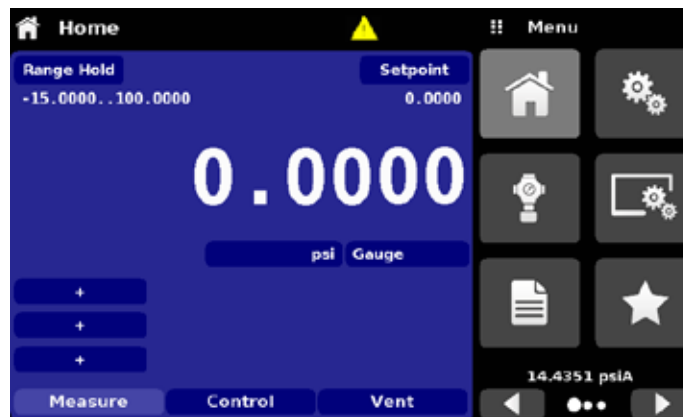 Home
Range Hold
Setpoint
-15.0000..100.0000
0.0000
0.0000
psi Gauge
+
+
+
Measure Control Vent
Menu
14.4351 psiA